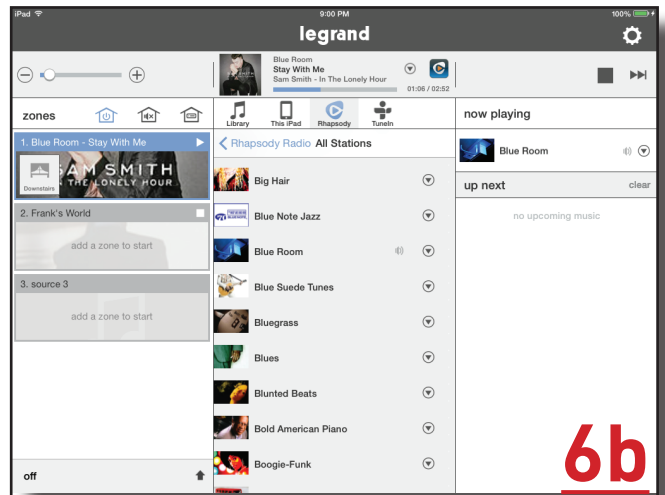 iPad
9:00 PM
100%
legrand
Blue Room
Stay With Me
Sam Smith - In The Lonely Hour
01:06 / 02:52
zones
Library
This iPad
Rhapsody
TuneIn
now playing
1. Blue Room - Stay With Me
Downstairs
SAM SMITH
THE LONELY HOUR
2. Frank's World
add a zone to start
3. source 3
add a zone to start
off
Rhapsody Radio All Stations
Big Hair
Blue Note Jazz
Blue Room
Blue Suede Tunes
Bluegrass
Blues
Blunted Beats
Bold American Piano
Boogie-Funk
Blue Room
up next
clear
no upcoming music
6b